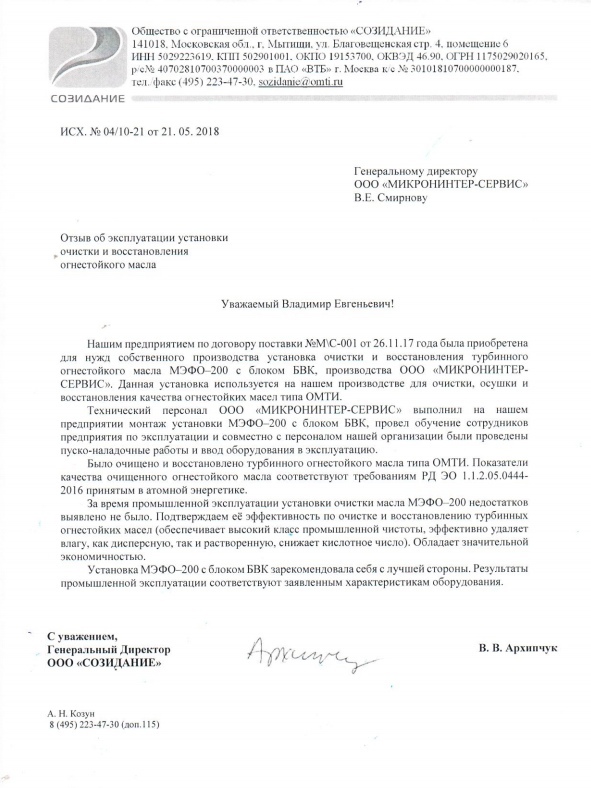 Общество с ограниченной ответственностью «СОЗИДАНИЕ»
141018, Московская обл., г. Мытищи, ул. Благовещенская стр. 4, помещение 6
ИНН 5029223619, КПП 502901001, ОКПО 19153700, ОКВЭД 46.90, ОГРН 1175029020165,
р/с№ 40702810700370000003 в ПАО «ВТБ» г. Москва к/с № 30101810700000000187,
тел./факс (495) 223-47-30, sozidanie@omti.ru
СОЗИДАНИЕ
ИСХ. № 04/10-21 от 21. 05. 2018
Генеральному директору
ООО «МИКРОНИНТЕР-СЕРВИС»
В.Е. Смирнову
Отзыв об эксплуатации установки
очистки и восстановления
огнестойкого масла
Уважаемый Владимир Евгеньевич!
Нашим предприятием по договору поставки №М\С-001 от 26.11.17 года была приобретена
для нужд собственного производства установка очистки и восстановления турбинного
огнестойкого масла МЭФО–200 с блоком БВК, производства ООО «МИКРОНИНТЕР-
СЕРВИС». Данная установка используется на нашем производстве для очистки, осушки и
восстановления качества огнестойких масел типа ОМТИ.
Технический персонал ООО «МИКРОНИНТЕР-СЕРВИС» выполнил на нашем
предприятии монтаж установки МЭФО–200 с блоком БВК, провел обучение сотрудников
предприятия по эксплуатации и совместно с персоналом нашей организации были проведены
пуско-наладочные работы и ввод оборудования в эксплуатацию.
Было очищено и восстановлено турбинного огнестойкого масла типа ОМТИ. Показатели
качества очищенного огнестойкого масла соответствуют требованиям РД ЭО 1.1.2.05.0444-
2016 принятым в атомной энергетике.
За время промышленной эксплуатации установки очистки масла МЭФО–200 недостатков
выявлено не было. Подтверждаем её эффективность по очистке и восстановлению турбинных
огнестойких масел (обеспечивает высокий класс промышленной чистоты, эффективно удаляет
влагу, как дисперсную, так и растворенную, снижает кислотное число). Обладает значительной
экономичностью.
Установка МЭФО–200 с блоком БВК зарекомендовала себя с лучшей стороны. Результаты
промышленной эксплуатации соответствуют заявленным характеристикам оборудования.
С уважением,
Генеральный Директор
ООО «СОЗИДАНИЕ»
В. В. Архипчук
А. Н. Козун
8 (495) 223-47-30 (доп.115)